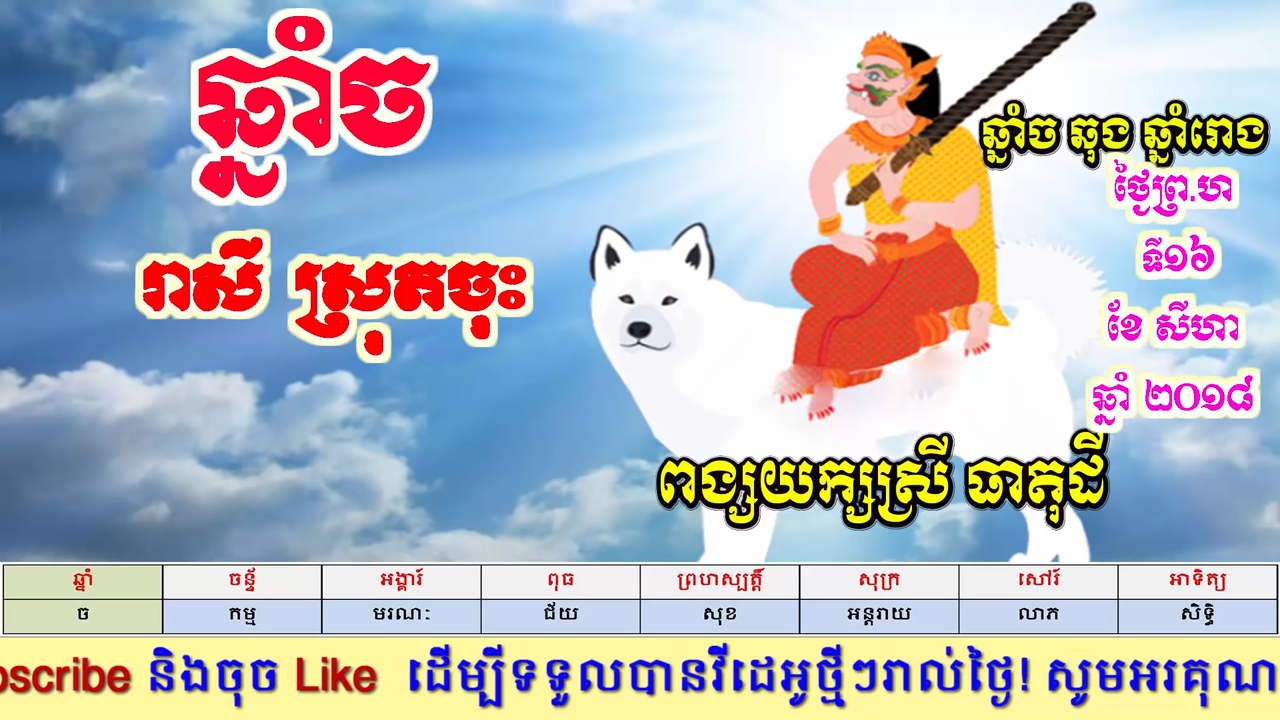 ឆ្នាំច
រាសី ស្រុតចុះ
ឆ្នាំច ឆុង ឆ្នាំរោង
ថ្ងៃព្រ.ហ
ទី១៦
ខែ សីហា
ឆ្នាំ ២០១៨
ពង្សយក្សស្រី ធាតុដី
ឆ្នាំ ចន្ទ័ អង្គារ៍ ពុធ ព្រហស្បត្តិ៍ សុក្រ សៅរ៍ អាទិត្យ
ច កម្ម មរណៈ ជ័យ សុខ អន្តរាយ លាភ សិទ្ធិ
bscribe និងចុច Like ដើម្បីទទួលបានវីដេអូថ្មីៗរាល់ថ្ងៃ! សូមអរគុណ